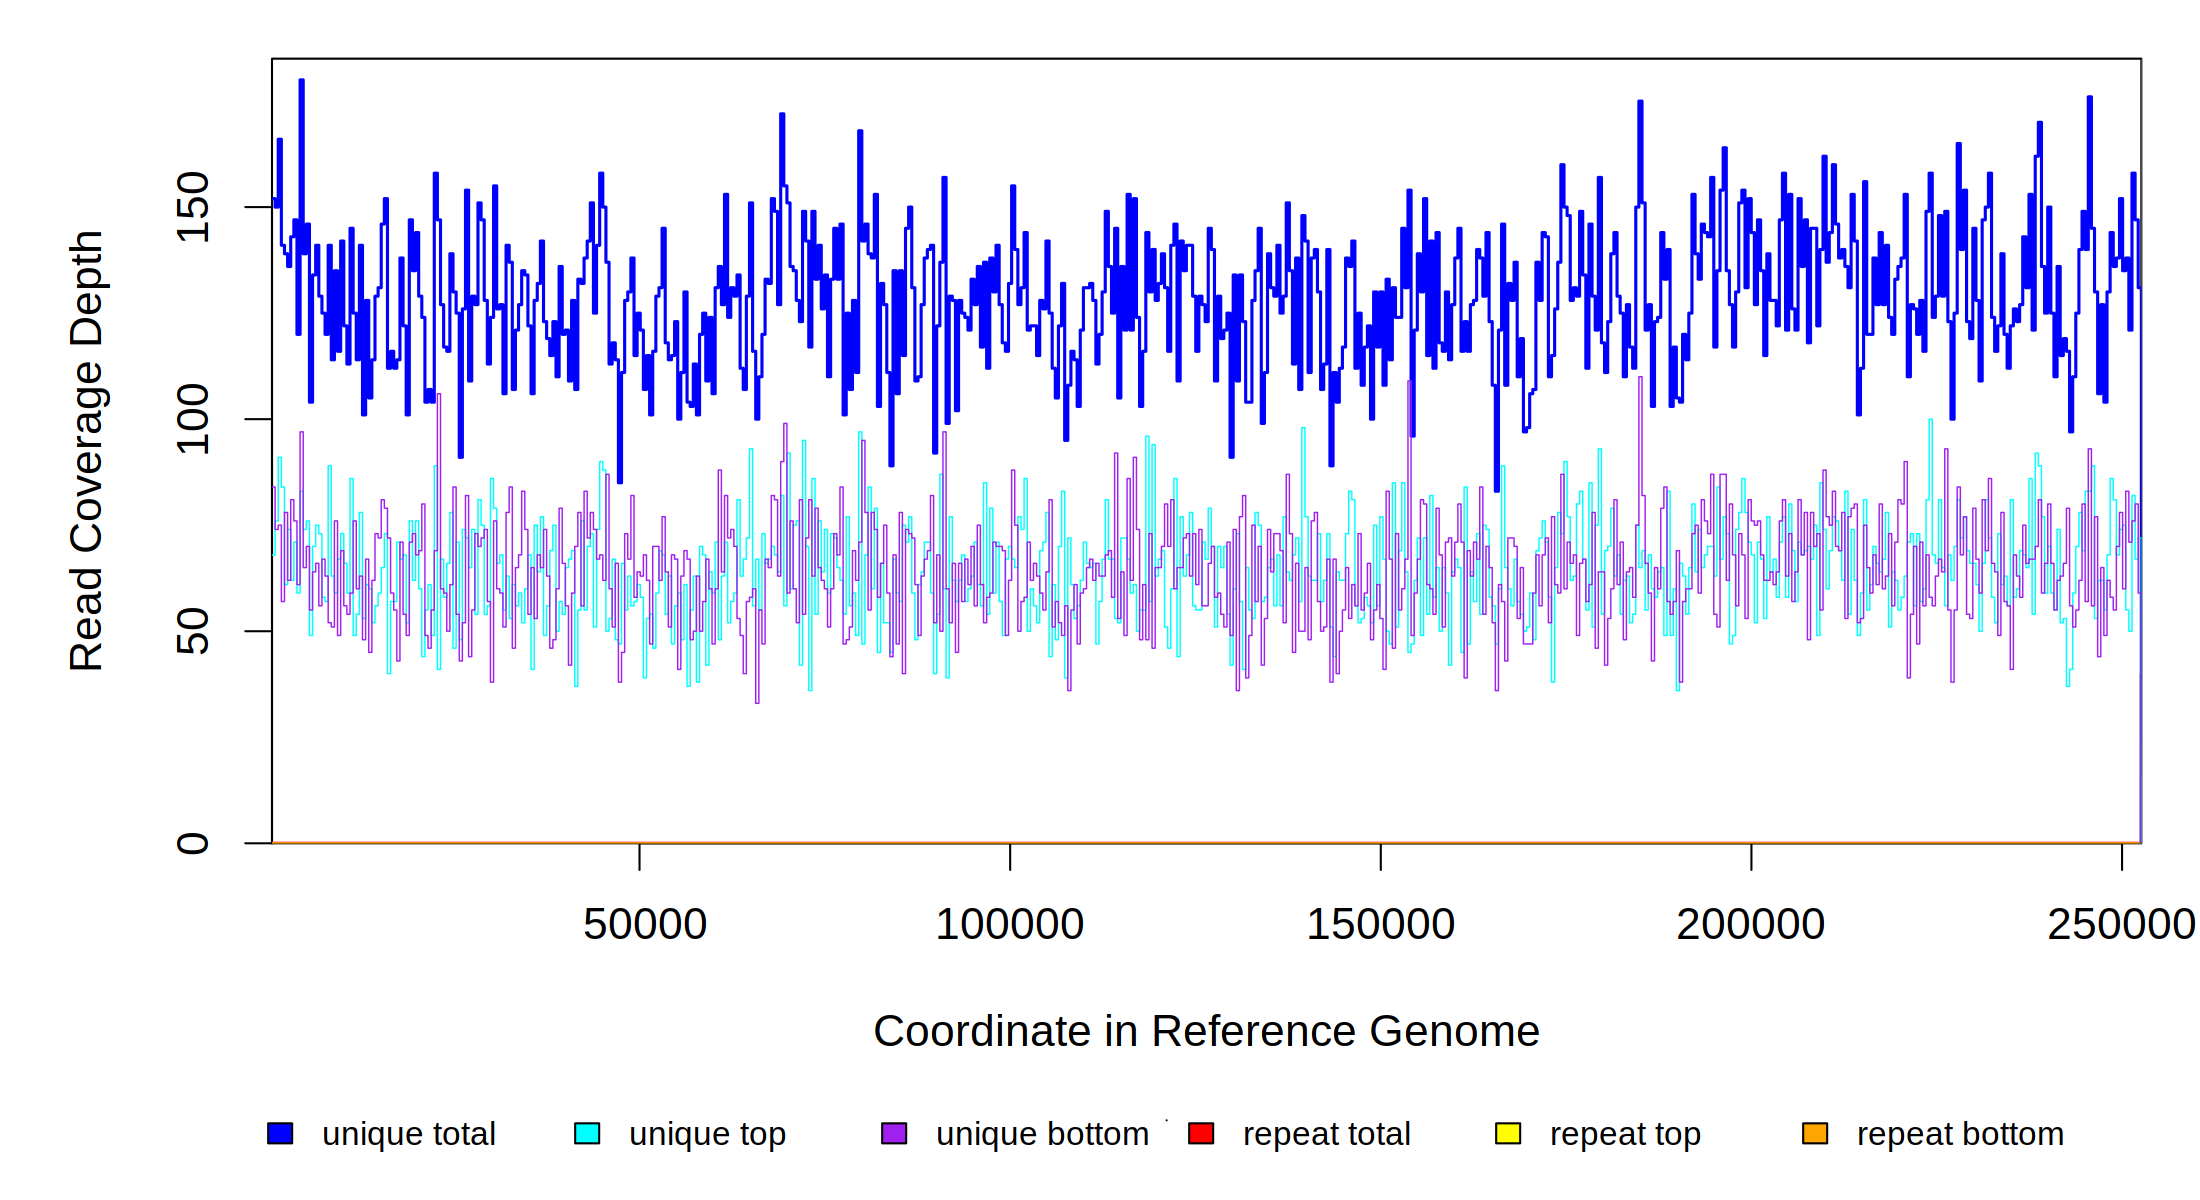 150
100
50
0
Read Coverage Depth
50000 100000 150000 200000 250000
Coordinate in Reference Genome
unique total unique top unique bottom repeat total repeat top repeat bottom